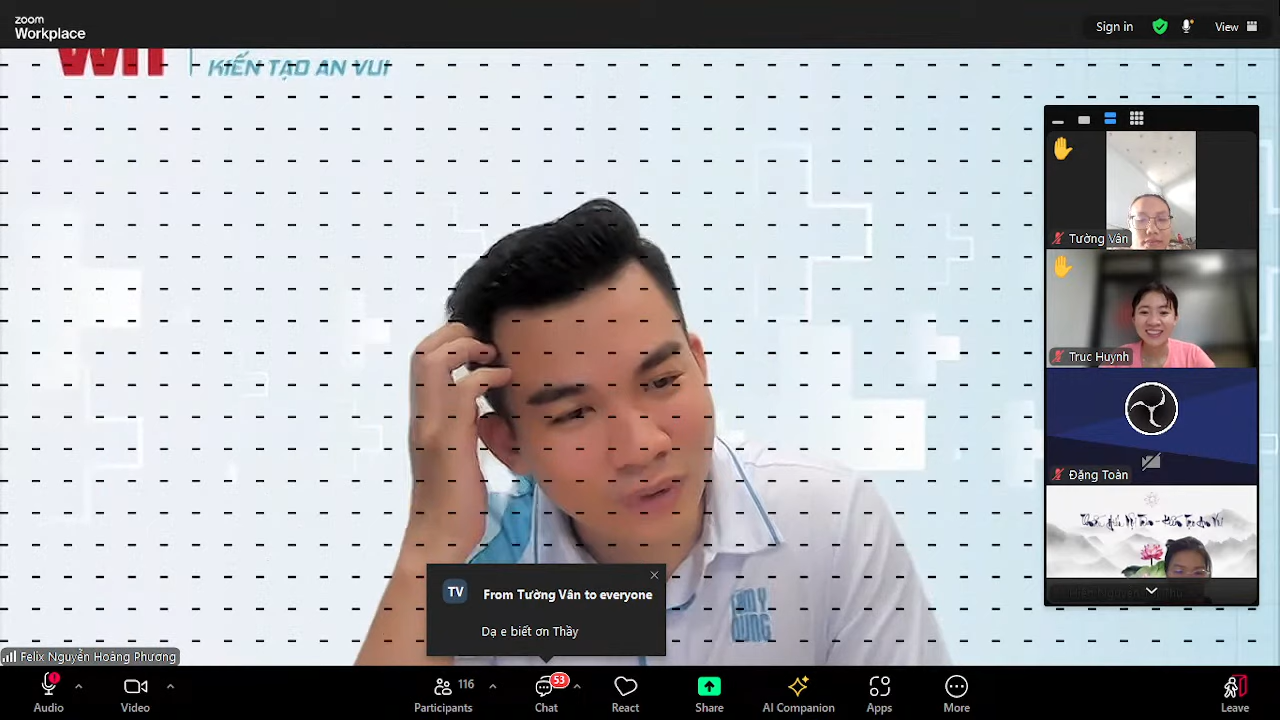 zoom
Workplace
Sign in
View
KIẾN TẠO AN VUI
Tường Vân
Truc Huynh
Đặng Toàn
TV
From Tường Vân to everyone
Dạ e biết ơn Thầy
Felix Nguyễn Hoàng Phương
116
53
Audio
Video
Participants
Chat
React
Share
AI Companion
Apps
More
Leave